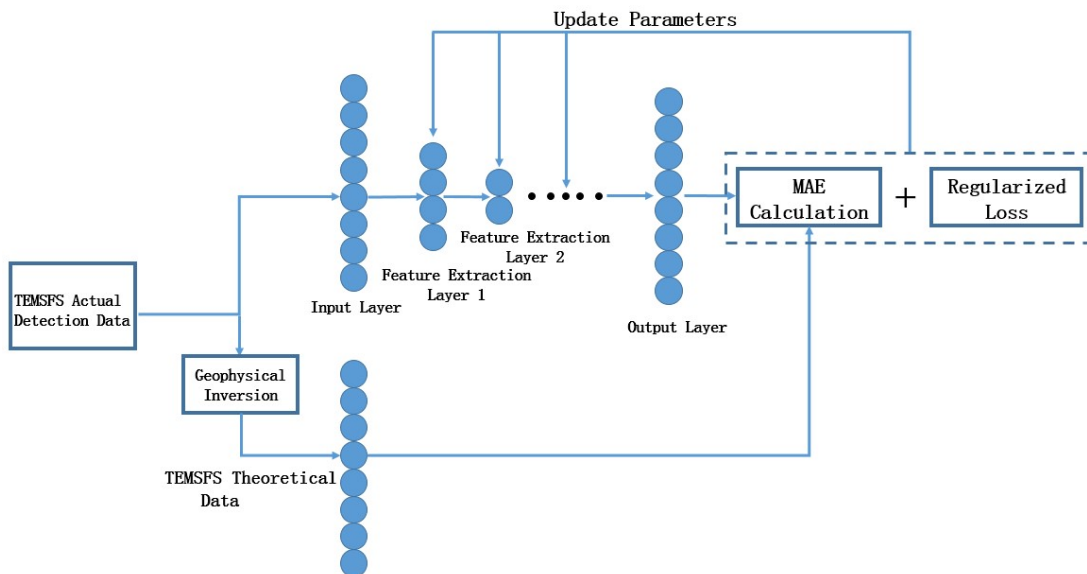 Update Parameters
MAE
Calculation
+
Regularized
Loss
Feature Extraction
Layer 2
Feature Extraction
Layer 1
Input Layer
Output Layer
TEMSFS Actual
Detection Data
Geophysical
Inversion
TEMSFS Theoretical
Data